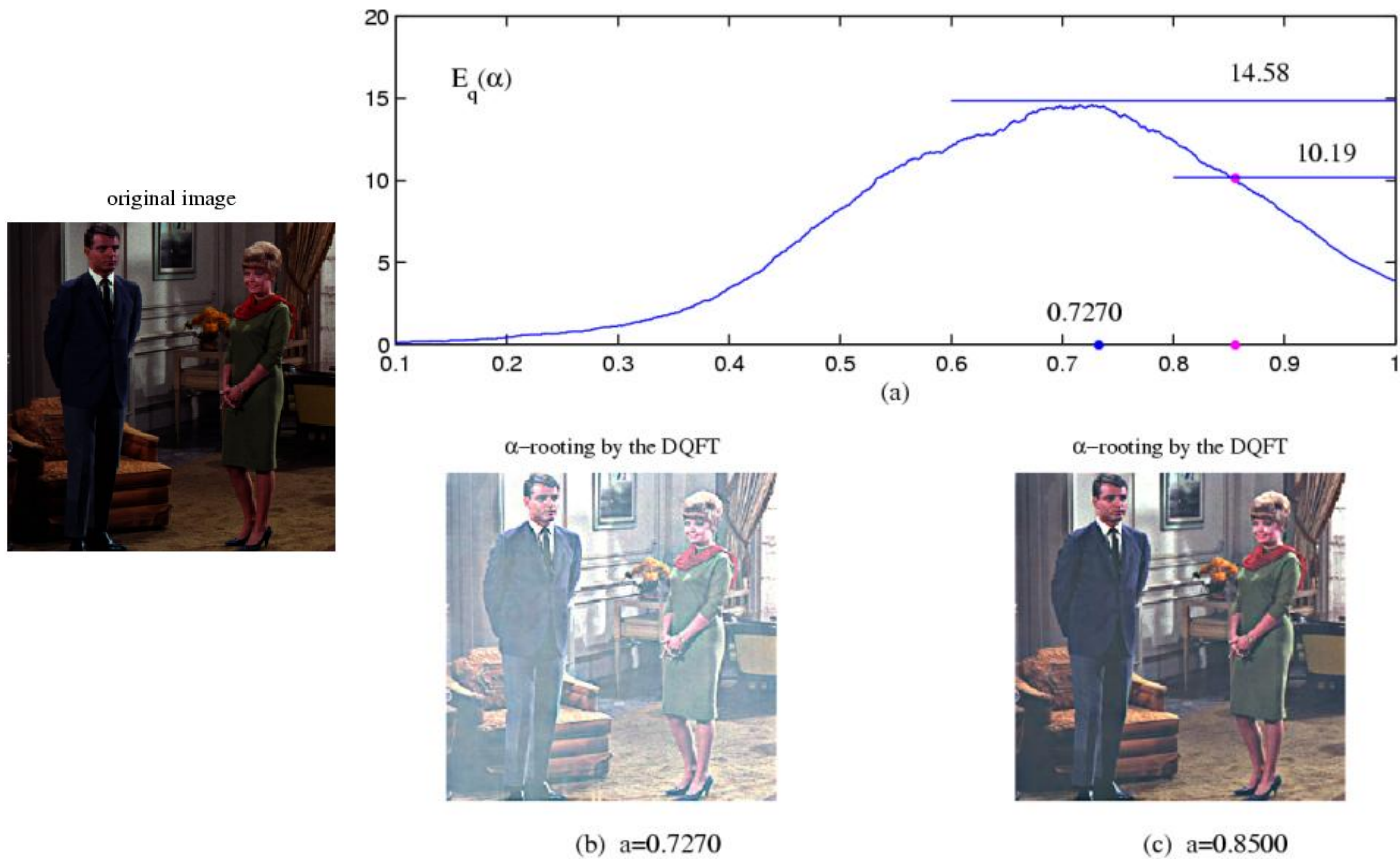 original image
20
15
10
5
0
E_q(α)
14.58
10.19
0.7270
0.1 0.2 0.3 0.4 0.5 0.6 0.7 0.8 0.9 1
(a)
α−rooting by the DQFT
α−rooting by the DQFT
(b) a=0.7270
(c) a=0.8500